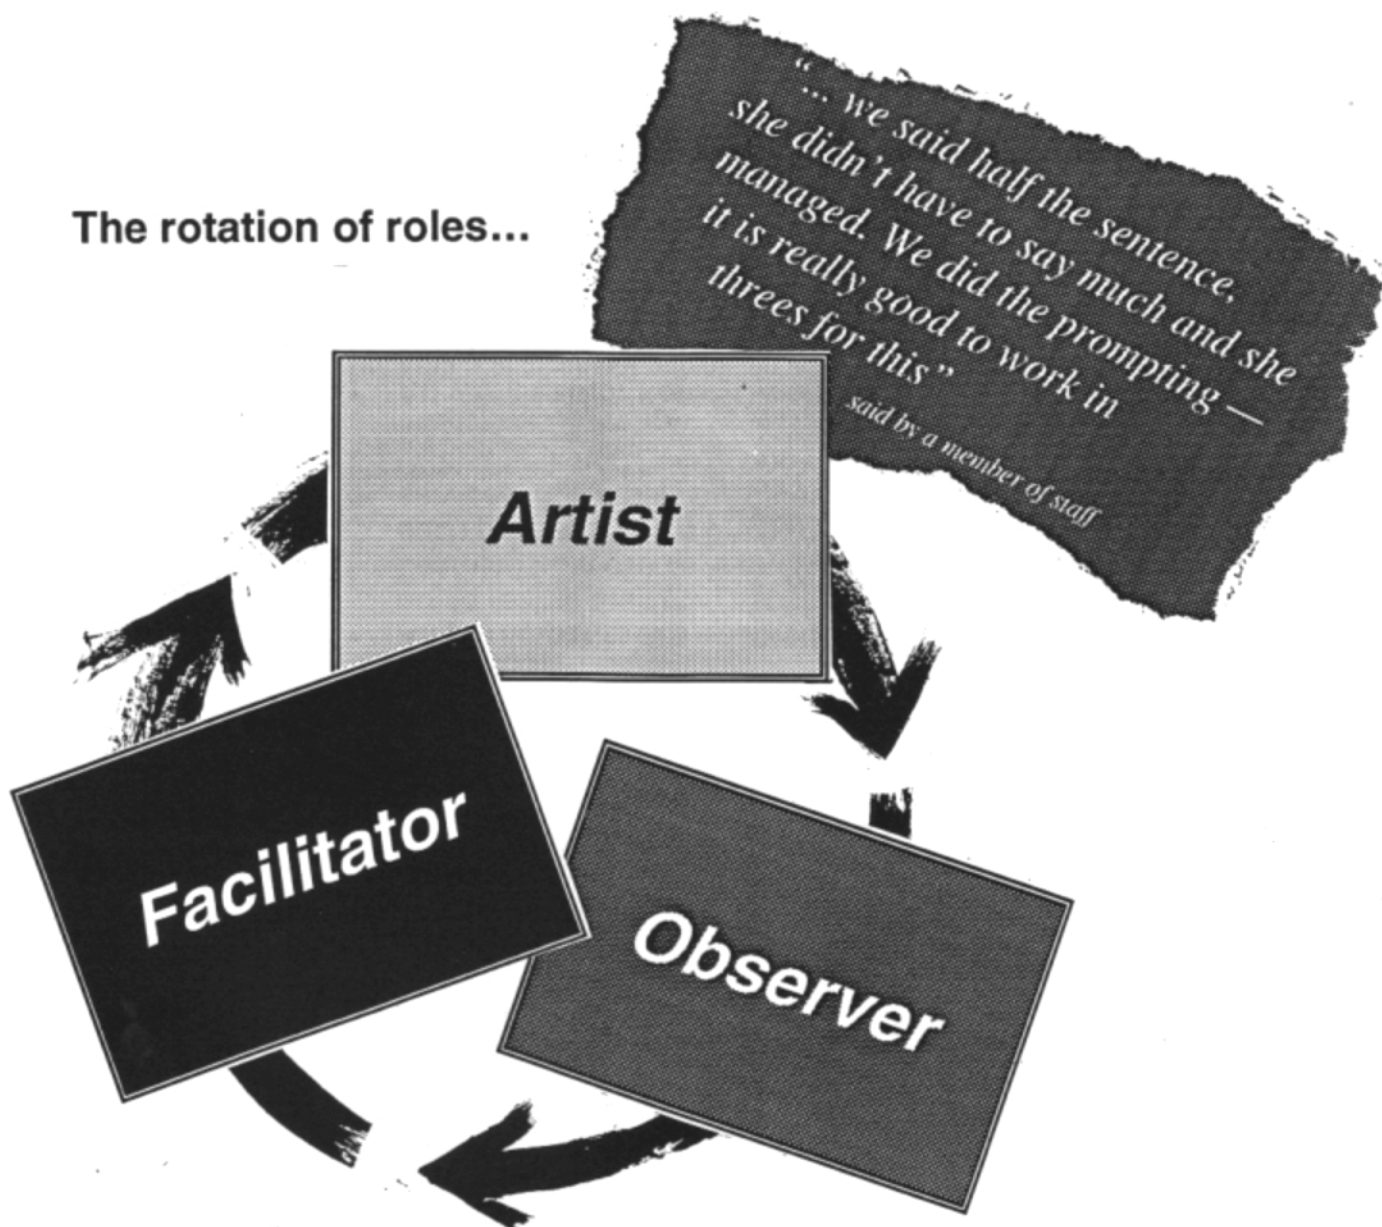 The rotation of roles...
“... we said half the sentence,
she didn’t have to say much and she
managed. We did the prompting —
it is really good to work in
threes for this”
said by a member of staff
Artist
Facilitator
Observer